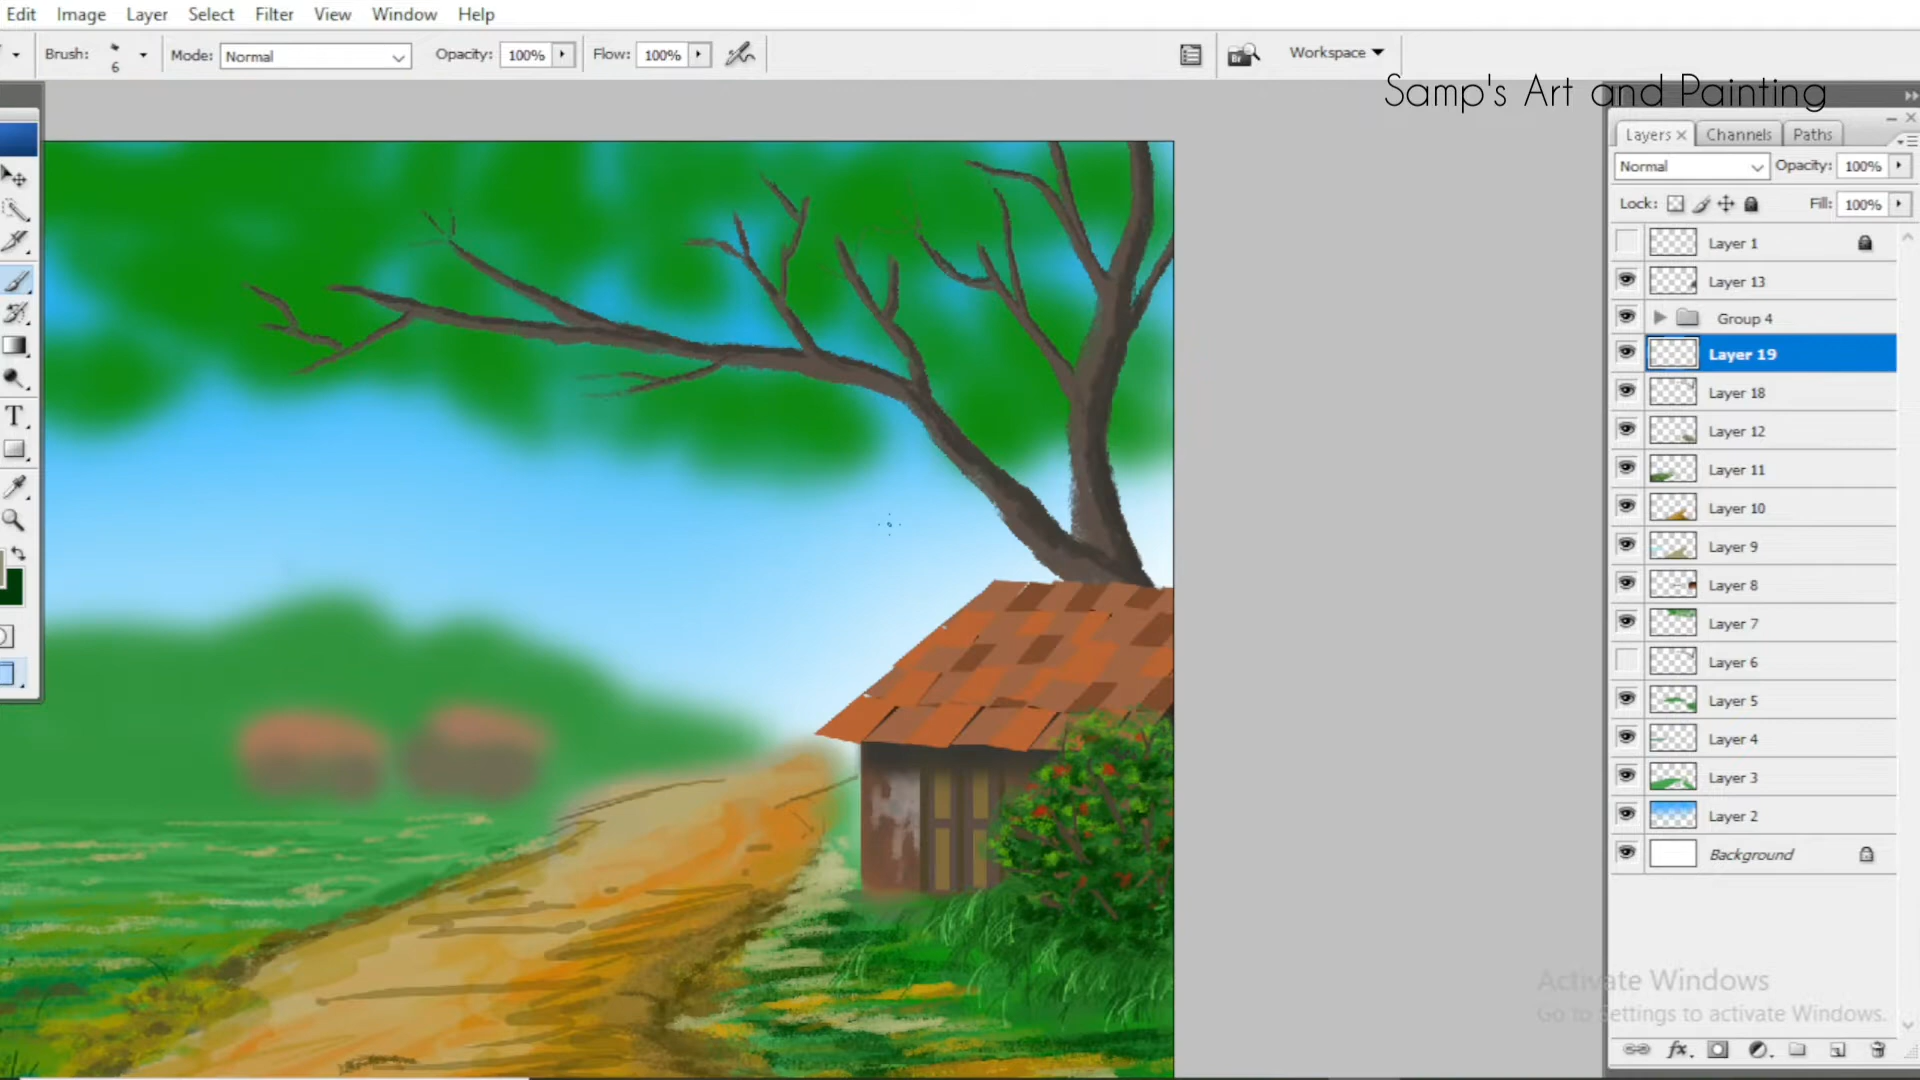 Edit Image Layer Select Filter View Window Help
Brush: 6 Mode: Normal Opacity: 100% Flow: 100% Br Workspace
Samp's Art and Painting
Layers Channels Paths
Normal Opacity: 100%
Lock: Fill: 100%
Layer 1
Layer 13
Group 4
Layer 19
Layer 18
Layer 12
Layer 11
Layer 10
Layer 9
Layer 8
Layer 7
Layer 6
Layer 5
Layer 4
Layer 3
Layer 2
Background
Activate Windows
Go to Settings to activate Windows.
fx.
T